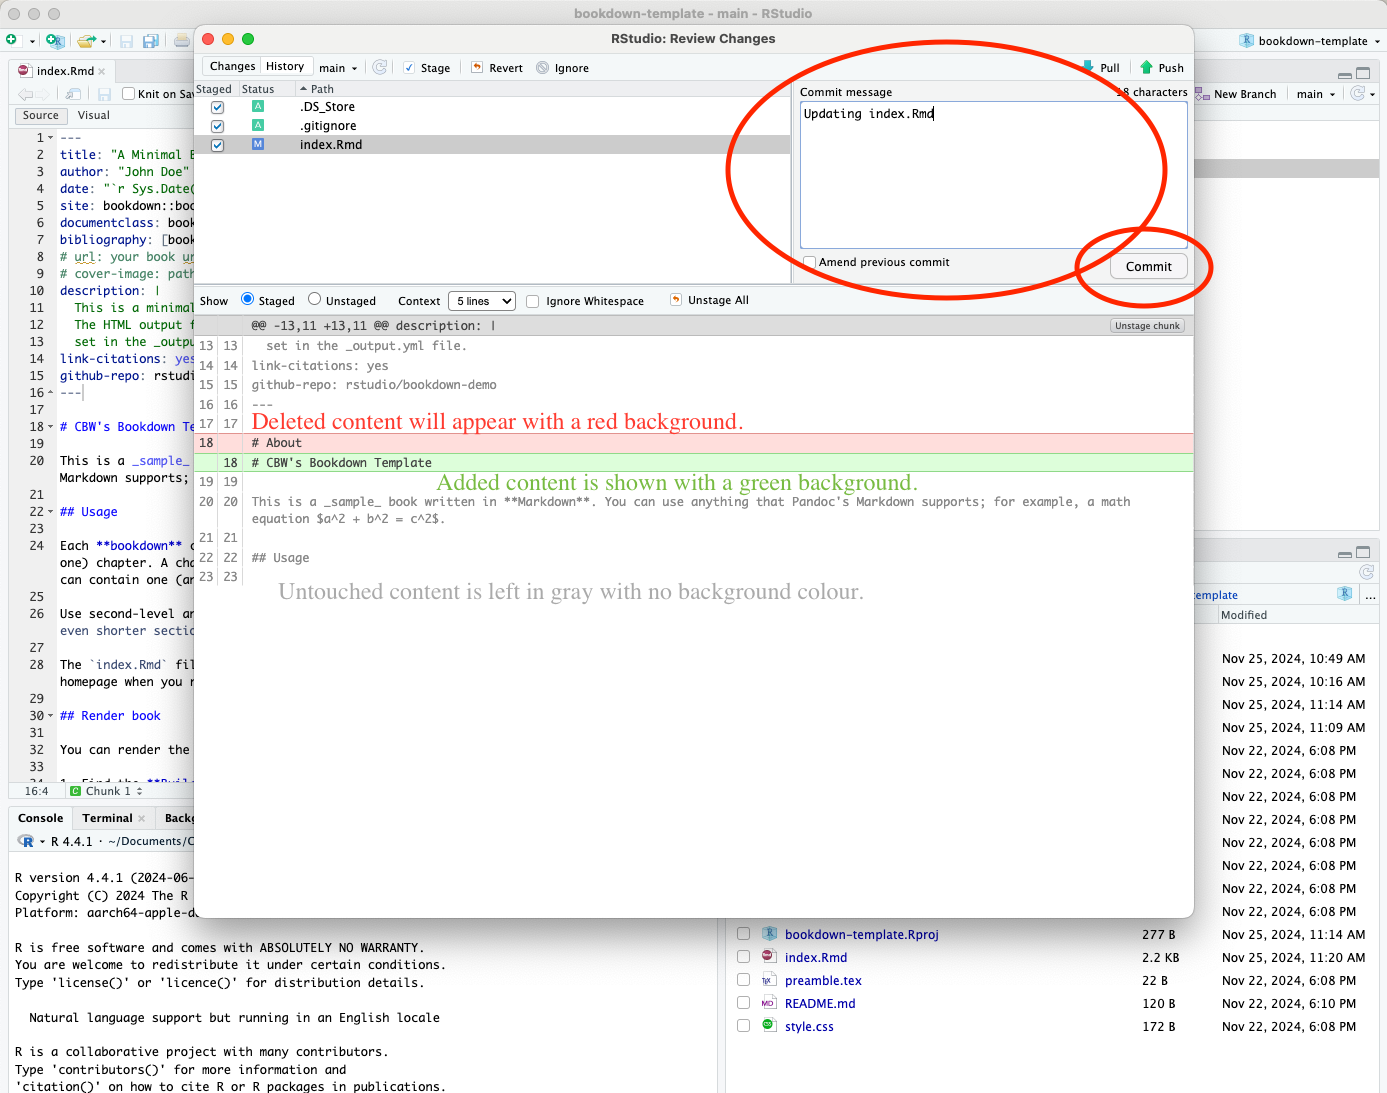 bookdown-template - main - RStudio
bookdown-template
RStudio: Review Changes
index.Rmd
Knit on Sav
Source Visual
1 ---
2 title: "A Minimal B
3 author: "John Doe"
4 date: "`r Sys.Date(
5 site: bookdown::boo
6 documentclass: book
7 bibliography: [book
8 # url: your book ur
9 # cover-image: path
10 description: |
11 This is a minimal
12 The HTML output f
13 set in the _outpu
14 link-citations: yes
15 github-repo: rstudi
16 ---
17
18 # CBW's Bookdown Te
19
20 This is a _sample_
Markdown supports;
21
22 ## Usage
23
24 Each **bookdown** c
one) chapter. A cha
can contain one (an
25
26 Use second-level an
even shorter sectio
27
28 The `index.Rmd` fil
homepage when you r
29
30 ## Render book
31
32 You can render the
33
34 1. Find the **Buil
16:4 Chunk 1
Changes History main Stage Revert Ignore Pull Push
Staged Status Path
A .DS_Store
A .gitignore
M index.Rmd
Commit message 18 characters
Updating index.Rmd
Amend previous commit
Commit
Show Staged Unstaged Context 5 lines Ignore Whitespace Unstage All
@@ -13,11 +13,11 @@ description: | Unstage chunk
13 13 set in the _output.yml file.
14 14 link-citations: yes
15 15 github-repo: rstudio/bookdown-demo
16 16 ---
17 17
Deleted content will appear with a red background.
18 # About
18 # CBW's Bookdown Template
19 19
Added content is shown with a green background.
20 20 This is a _sample_ book written in **Markdown**. You can use anything that Pandoc's Markdown supports; for example, a math
equation $a^2 + b^2 = c^2$.
21 21
22 22 ## Usage
23 23
Untouched content is left in gray with no background colour.
New Branch main
template ...
Modified
Nov 25, 2024, 10:49 AM
Nov 25, 2024, 10:16 AM
Nov 25, 2024, 11:14 AM
Nov 25, 2024, 11:09 AM
Nov 22, 2024, 6:08 PM
Nov 22, 2024, 6:08 PM
Nov 22, 2024, 6:08 PM
Nov 22, 2024, 6:08 PM
Nov 22, 2024, 6:08 PM
Nov 22, 2024, 6:08 PM
Nov 22, 2024, 6:08 PM
Nov 22, 2024, 6:08 PM
bookdown-template.Rproj 277 B Nov 25, 2024, 11:14 AM
index.Rmd 2.2 KB Nov 25, 2024, 11:20 AM
preamble.tex 22 B Nov 22, 2024, 6:08 PM
README.md 120 B Nov 22, 2024, 6:10 PM
style.css 172 B Nov 22, 2024, 6:08 PM
Console Terminal Backg
R 4.4.1 · ~/Documents/C
R version 4.4.1 (2024-06-
Copyright (C) 2024 The R
Platform: aarch64-apple-da
R is free software and comes with ABSOLUTELY NO WARRANTY.
You are welcome to redistribute it under certain conditions.
Type 'license()' or 'licence()' for distribution details.
Natural language support but running in an English locale
R is a collaborative project with many contributors.
Type 'contributors()' for more information and
'citation()' on how to cite R or R packages in publications.